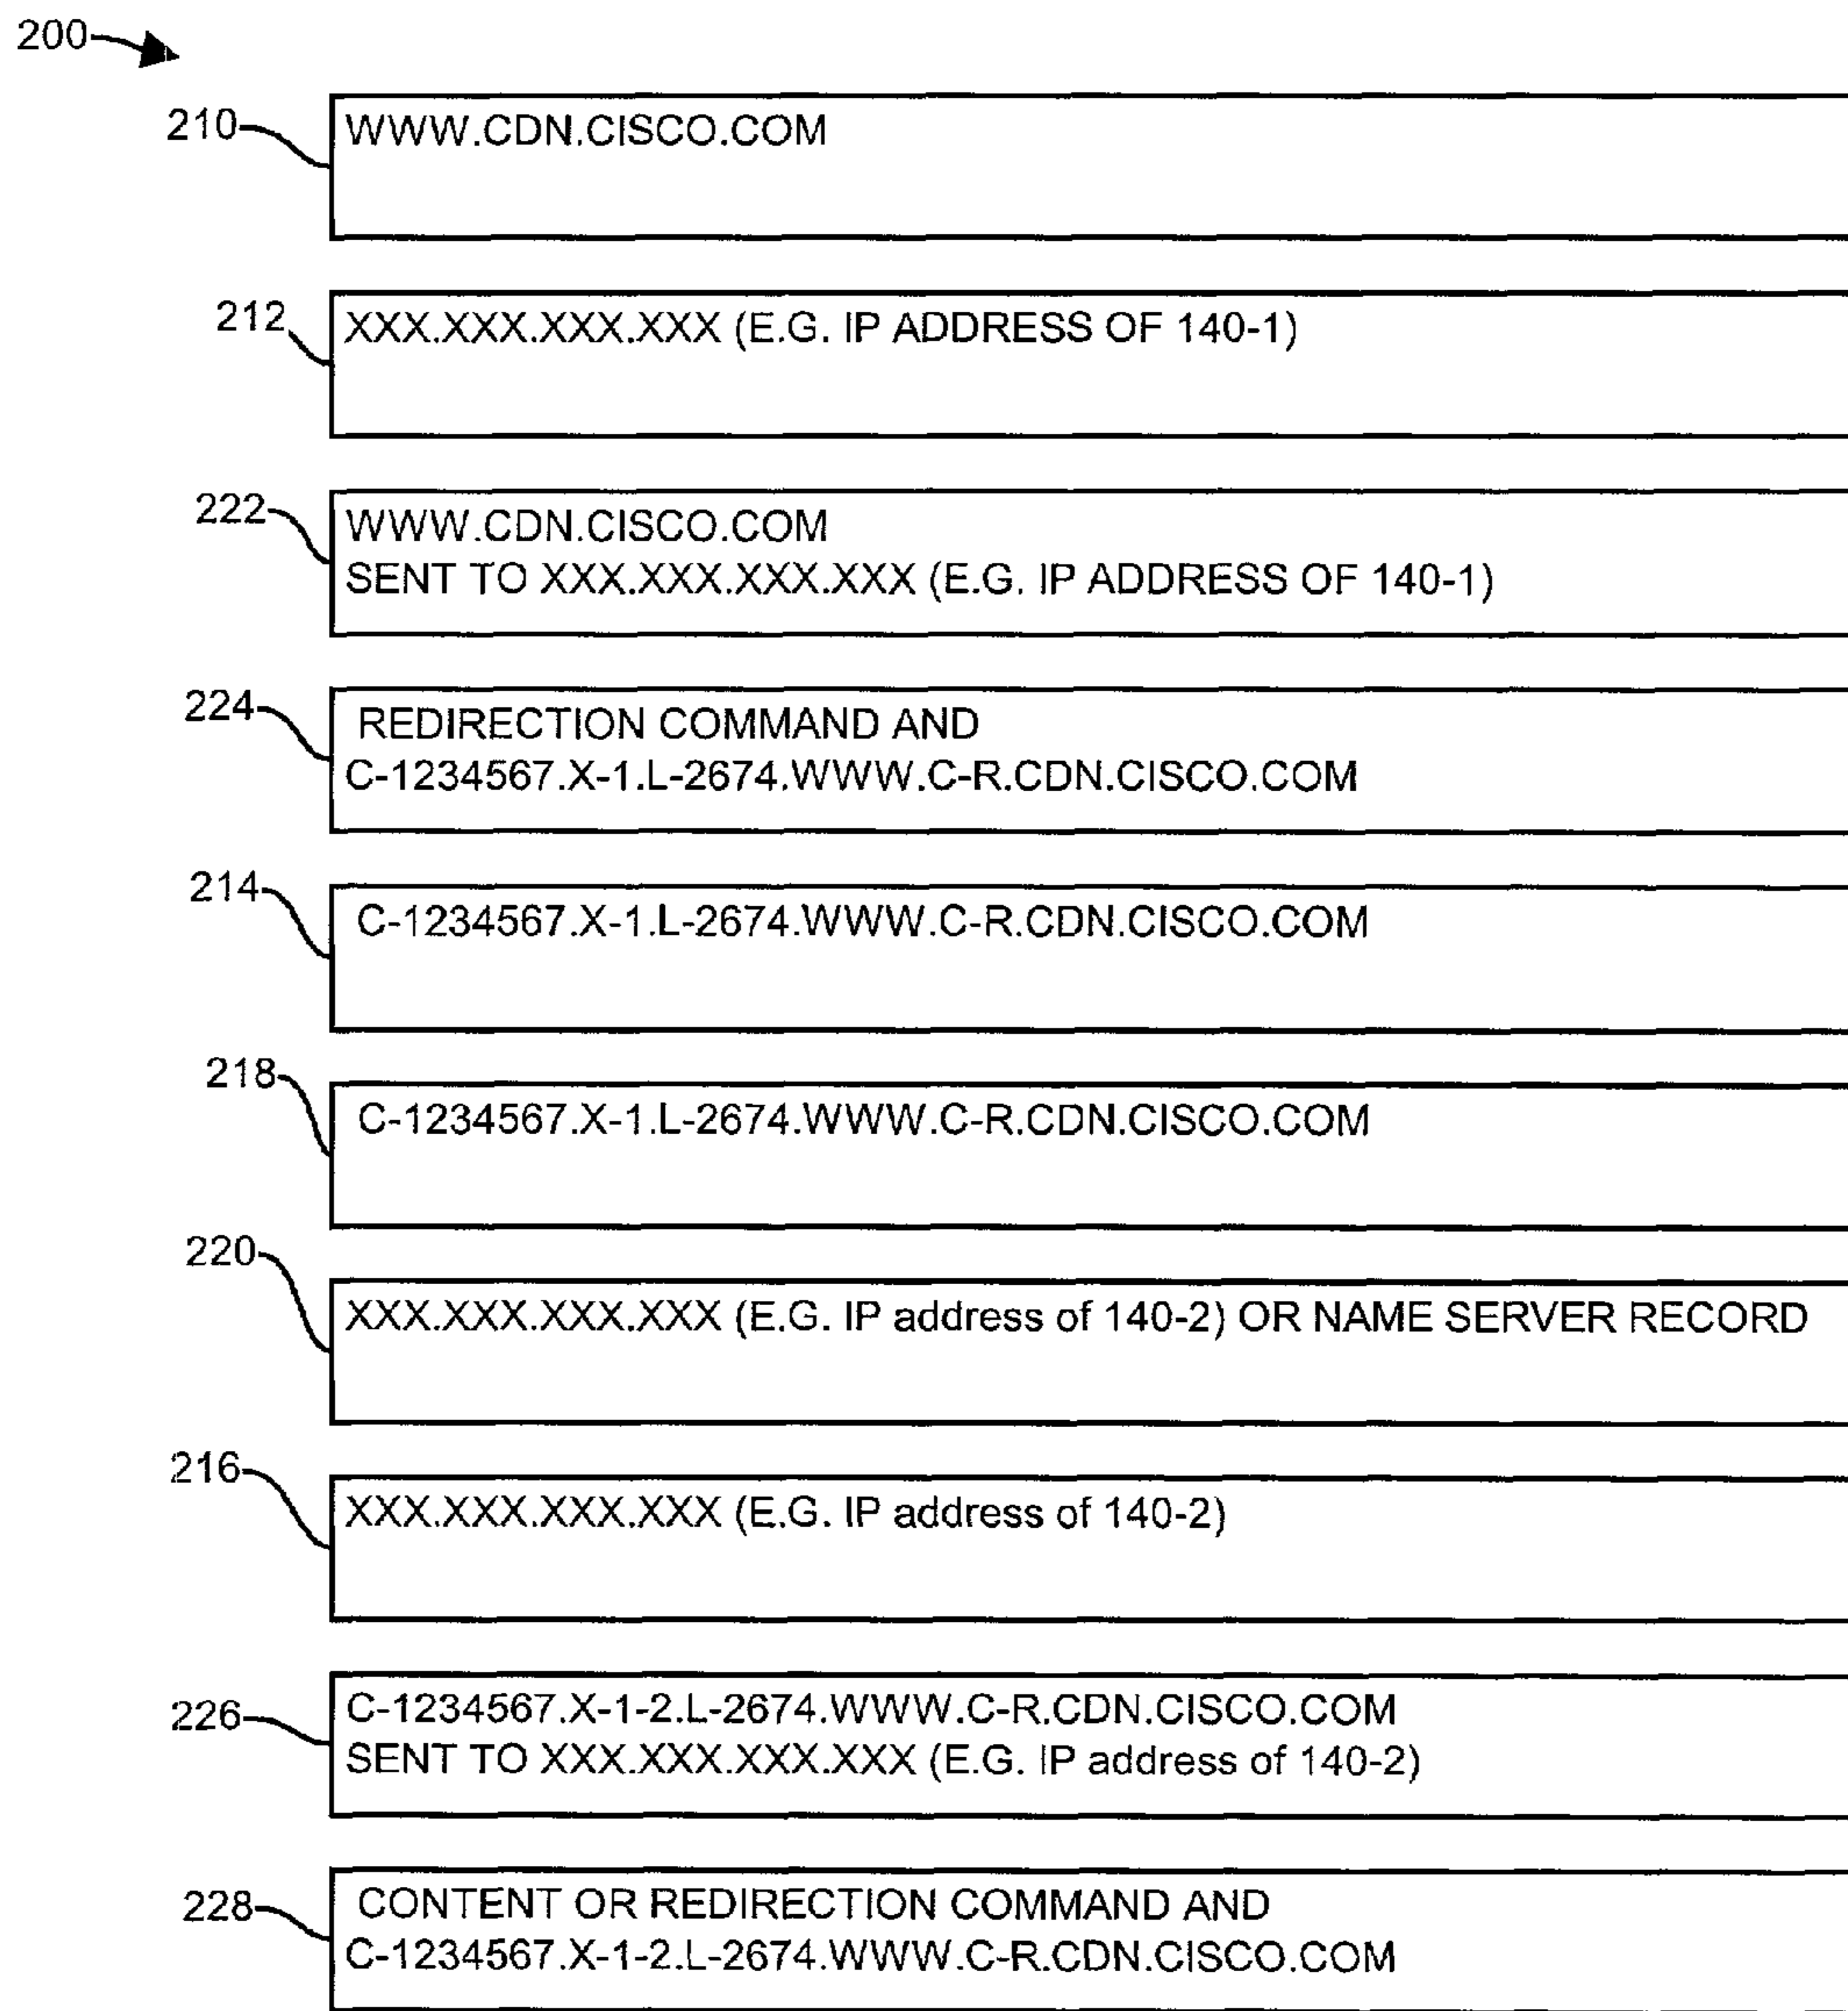 200
210
WWW.CDN.CISCO.COM
212
XXX.XXX.XXX.XXX (E.G. IP ADDRESS OF 140-1)
222
WWW.CDN.CISCO.COM
SENT TO XXX.XXX.XXX.XXX (E.G. IP ADDRESS OF 140-1)
224
REDIRECTION COMMAND AND
C-1234567.X-1.L-2674.WWW.C-R.CDN.CISCO.COM
214
C-1234567.X-1.L-2674.WWW.C-R.CDN.CISCO.COM
218
C-1234567.X-1.L-2674.WWW.C-R.CDN.CISCO.COM
220
XXX.XXX.XXX.XXX (E.G. IP address of 140-2) OR NAME SERVER RECORD
216
XXX.XXX.XXX.XXX (E.G. IP address of 140-2)
226
C-1234567.X-1-2.L-2674.WWW.C-R.CDN.CISCO.COM
SENT TO XXX.XXX.XXX.XXX (E.G. IP address of 140-2)
228
CONTENT OR REDIRECTION COMMAND AND
C-1234567.X-1-2.L-2674.WWW.C-R.CDN.CISCO.COM